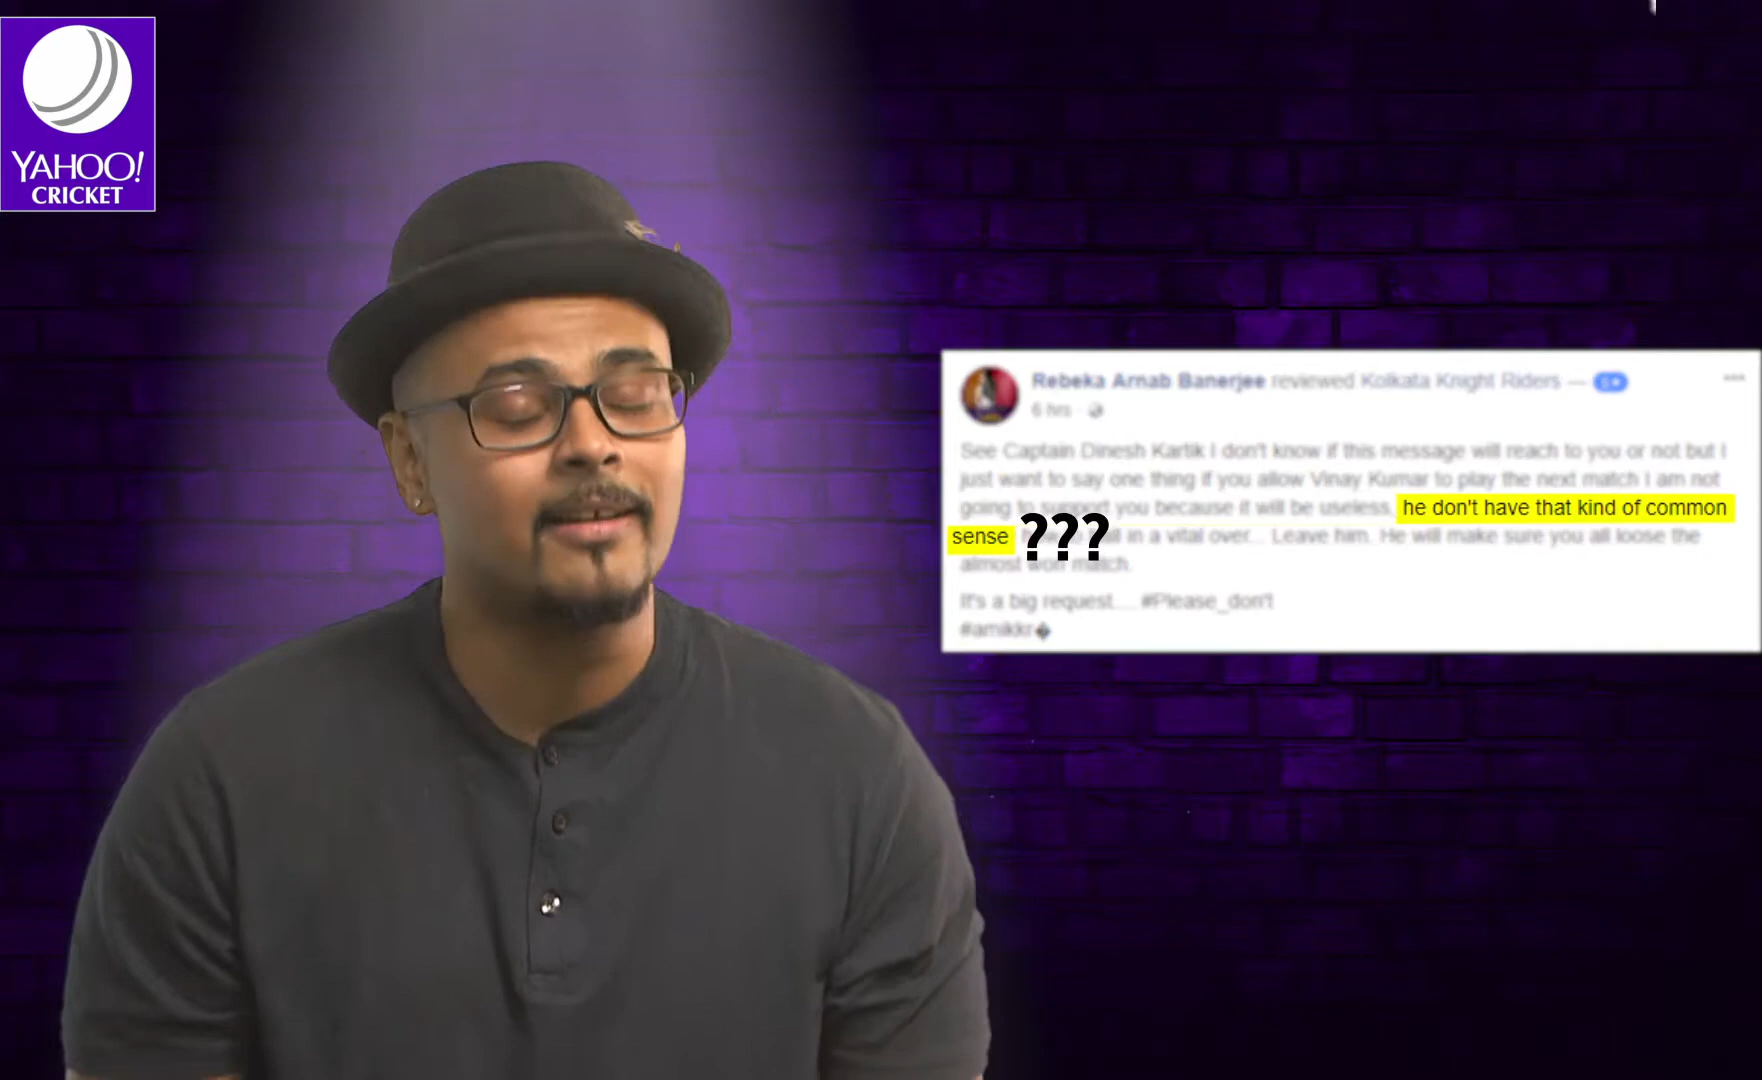 YAHOO!
CRICKET
Rebeka Arnab Banerjee reviewed Kolkata Knight Riders —
6 hrs ·
See Captain Dinesh Kartik I don't know if this message will reach to you or not but I
just want to say one thing if you allow Vinay Kumar to play the next match I am not
going to support you because it will be useless, he don't have that kind of common
sense ??? in a vital over... Leave him. He will make sure you all loose the
almost won match.
It's a big request.... #Please_don't
#amikkr�